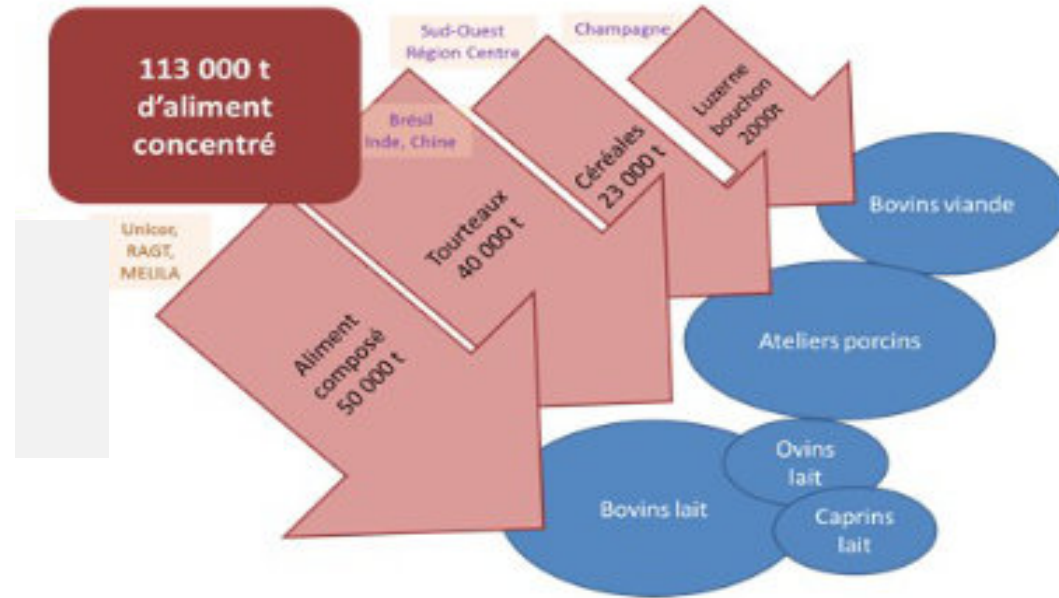 113 000 t
d'aliment
concentré
Sud-Ouest
Région Centre
Champagne
Brésil
Inde, Chine
Unicor,
RAGT,
MELILA
Luzerne
bouchon
2000t
Céréales
23 000 t
Tourteaux
40 000 t
Aliment
composé
50 000 t
Bovins viande
Ateliers porcins
Ovins
lait
Bovins lait
Caprins
lait